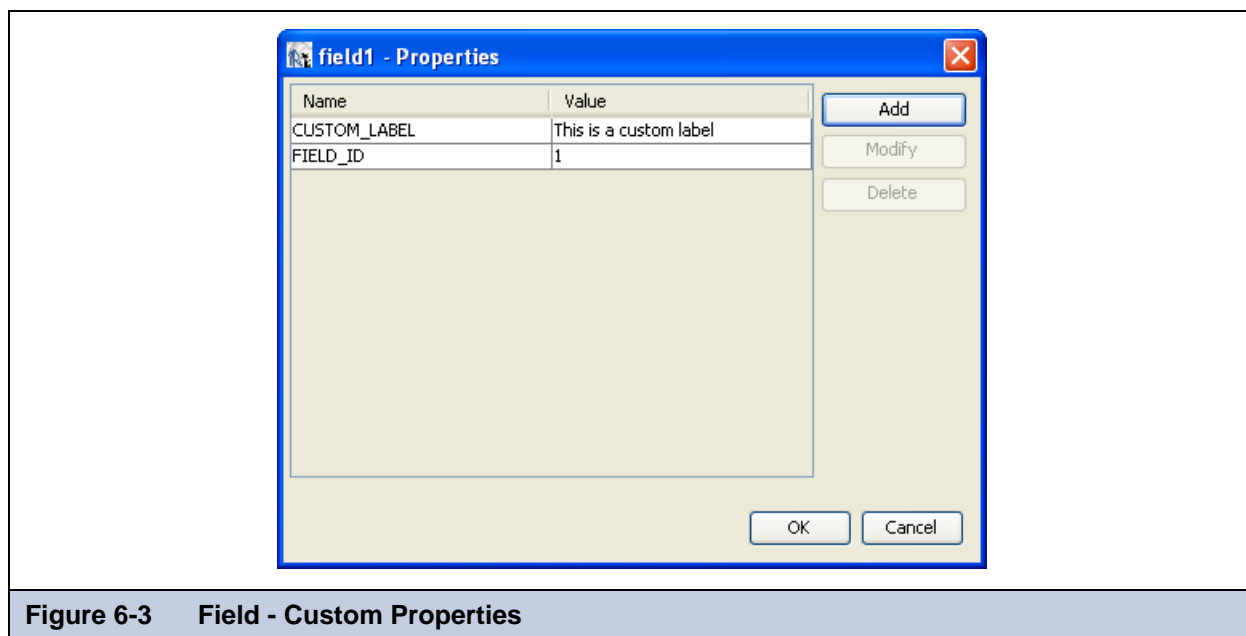 field1 - Properties
Name Value
CUSTOM_LABEL This is a custom label
FIELD_ID 1
Add
Modify
Delete
OK Cancel
Figure 6-3 Field - Custom Properties